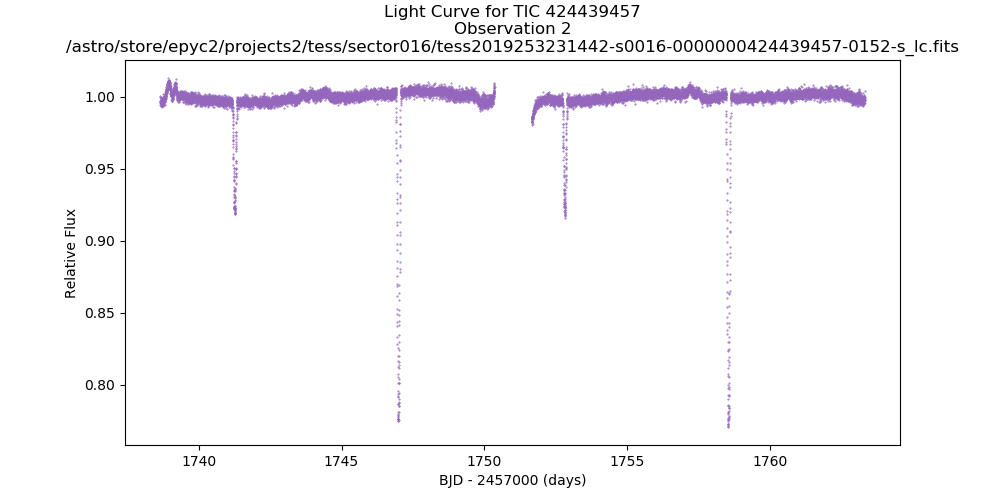 Light Curve for TIC 424439457
Observation 2
/astro/store/epyc2/projects2/tess/sector016/tess2019253231442-s0016-0000000424439457-0152-s_lc.fits
1.00
0.95
0.90
0.85
0.80
Relative Flux
1740 1745 1750 1755 1760
BJD - 2457000 (days)